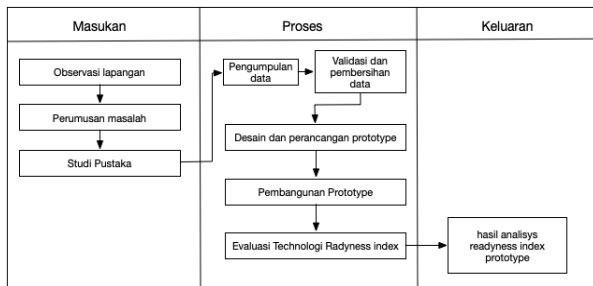 Masukan
Proses
Keluaran
Observasi lapangan
Perumusan masalah
Studi Pustaka
Pengumpulan
data
Validasi dan
pembersihan
data
Desain dan perancangan prototype
Pembangunan Prototype
Evaluasi Technologi Radyness index
hasil analisys
readyness index
prototype